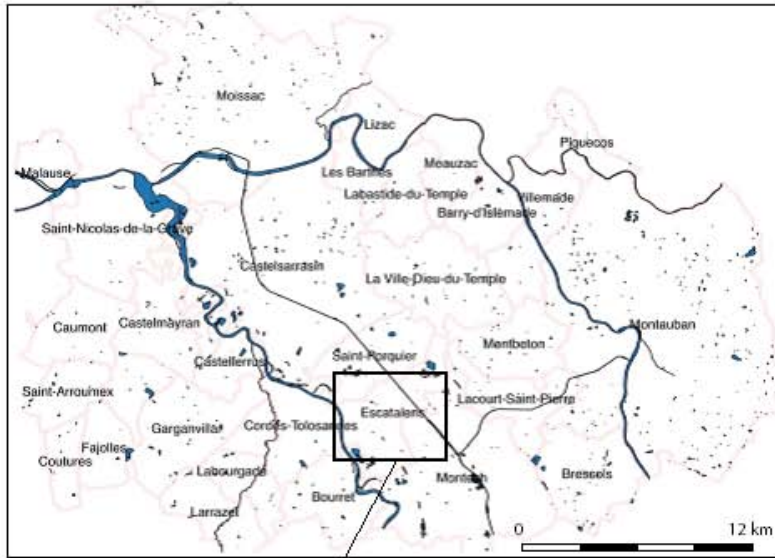 Moissac
Lizac
Piquecos
Malause
Les Barthes
Meauzac
Labastide-du-Temple
Villemade
Barry-d'Islemade
Saint-Nicolas-de-la-Grave
Castelsarrasin
La Ville-Dieu-du-Temple
Caumont
Castelmayran
Montauban
Montbeton
Saint-Porquier
Castelferrus
Saint-Arroumex
Escatalens
Lacourt-Saint-Pierre
Garganvillar
Cordes-Tolosannes
Fajolles
Coutures
Labourgade
Montech
Bressols
Bourret
Larrazet
0 12 km